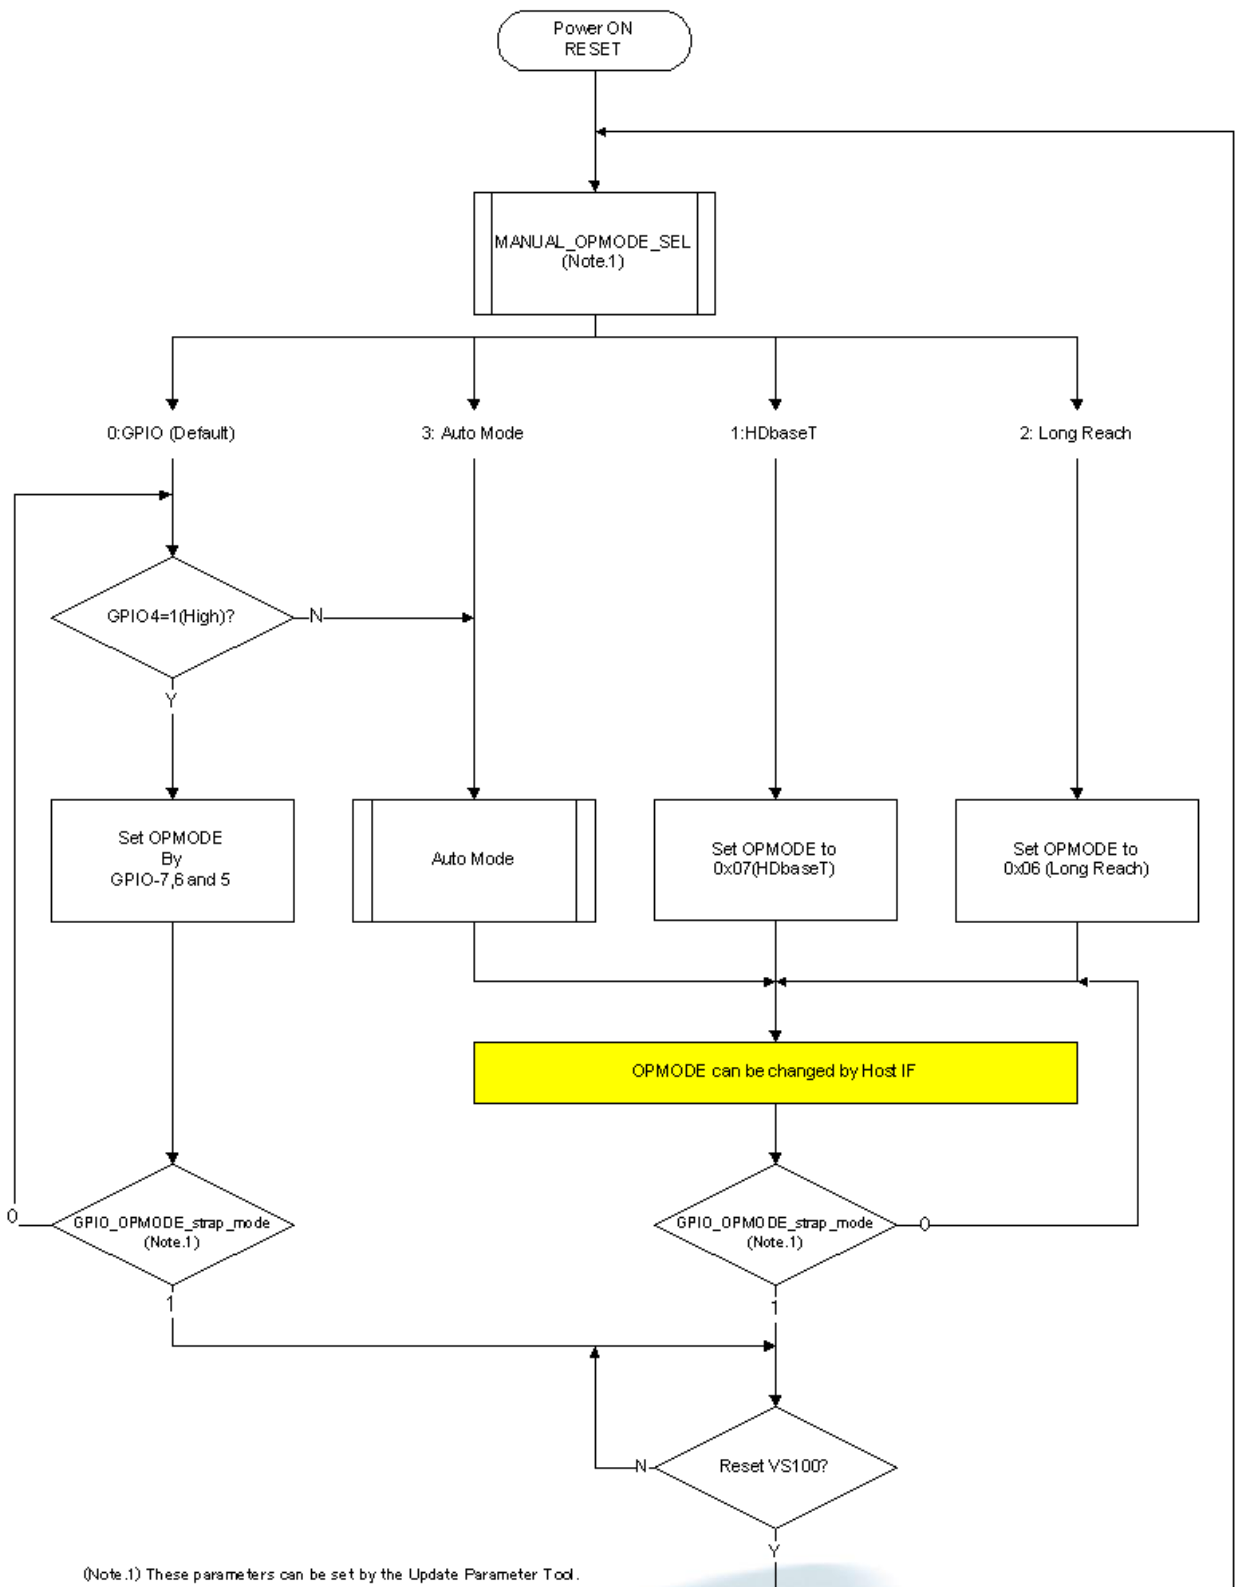 Power ON
RESET
MANUAL_OPMODE_SEL
(Note.1)
0:GPIO (Default)
3: Auto Mode
1:HDbaseT
2: Long Reach
GPIO4=1(High)?
N
Y
Set OPMODE
By
GPIO-7,6 and 5
Auto Mode
Set OPMODE to
0x07(HDbaseT)
Set OPMODE to
0x06 (Long Reach)
OPMODE can be changed by Host IF
0
GPIO_OPMODE_strap_mode
(Note.1)
1
GPIO_OPMODE_strap_mode
(Note.1)
0
1
Reset VS100?
N
Y
(Note.1) These parameters can be set by the Update Parameter Tool.